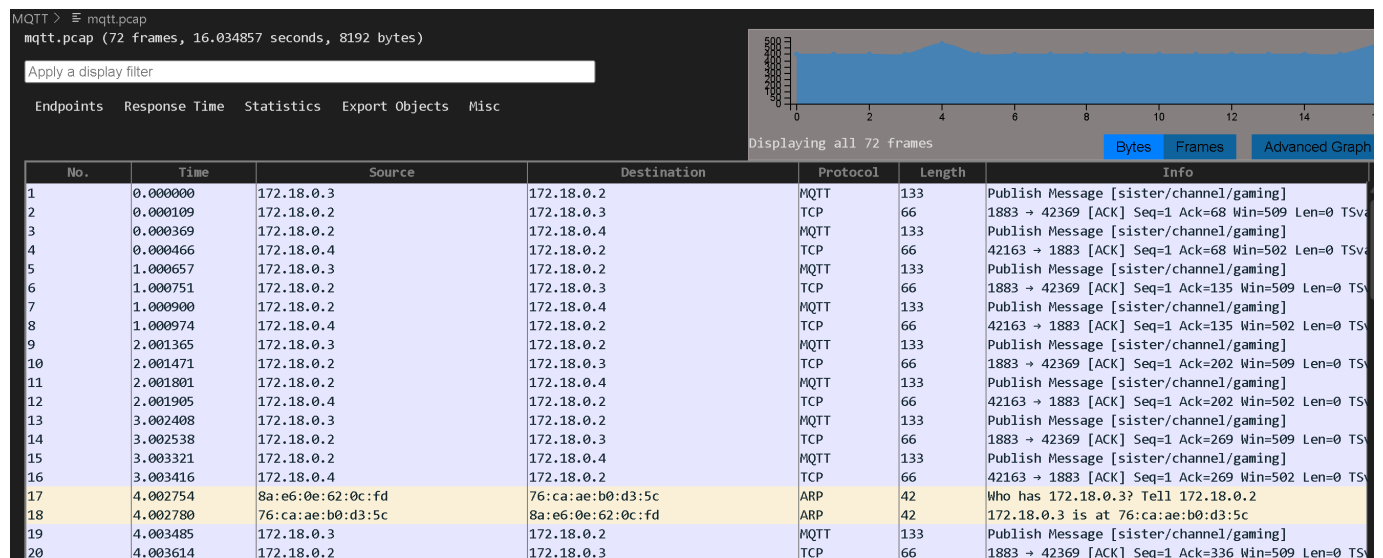 MQTT > mqtt.pcap
mqtt.pcap (72 frames, 16.034857 seconds, 8192 bytes)
Apply a display filter
Endpoints Response Time Statistics Export Objects Misc
500
400
300
200
100
0
0 2 4 6 8 10 12 14
Displaying all 72 frames
Bytes Frames Advanced Graph
No. Time Source Destination Protocol Length Info
1 0.000000 172.18.0.3 172.18.0.2 MQTT 133 Publish Message [sister/channel/gaming]
2 0.000109 172.18.0.2 172.18.0.3 TCP 66 1883 → 42369 [ACK] Seq=1 Ack=68 Win=509 Len=0 TSva
3 0.000369 172.18.0.2 172.18.0.4 MQTT 133 Publish Message [sister/channel/gaming]
4 0.000466 172.18.0.4 172.18.0.2 TCP 66 42163 → 1883 [ACK] Seq=1 Ack=68 Win=502 Len=0 TSva
5 1.000657 172.18.0.3 172.18.0.2 MQTT 133 Publish Message [sister/channel/gaming]
6 1.000751 172.18.0.2 172.18.0.3 TCP 66 1883 → 42369 [ACK] Seq=1 Ack=135 Win=509 Len=0 TSv
7 1.000900 172.18.0.2 172.18.0.4 MQTT 133 Publish Message [sister/channel/gaming]
8 1.000974 172.18.0.4 172.18.0.2 TCP 66 42163 → 1883 [ACK] Seq=1 Ack=135 Win=502 Len=0 TSv
9 2.001365 172.18.0.3 172.18.0.2 MQTT 133 Publish Message [sister/channel/gaming]
10 2.001471 172.18.0.2 172.18.0.3 TCP 66 1883 → 42369 [ACK] Seq=1 Ack=202 Win=509 Len=0 TSv
11 2.001801 172.18.0.2 172.18.0.4 MQTT 133 Publish Message [sister/channel/gaming]
12 2.001905 172.18.0.4 172.18.0.2 TCP 66 42163 → 1883 [ACK] Seq=1 Ack=202 Win=502 Len=0 TSv
13 3.002408 172.18.0.3 172.18.0.2 MQTT 133 Publish Message [sister/channel/gaming]
14 3.002538 172.18.0.2 172.18.0.3 TCP 66 1883 → 42369 [ACK] Seq=1 Ack=269 Win=509 Len=0 TSv
15 3.003321 172.18.0.2 172.18.0.4 MQTT 133 Publish Message [sister/channel/gaming]
16 3.003416 172.18.0.4 172.18.0.2 TCP 66 42163 → 1883 [ACK] Seq=1 Ack=269 Win=502 Len=0 TSv
17 4.002754 8a:e6:0e:62:0c:fd 76:ca:ae:b0:d3:5c ARP 42 Who has 172.18.0.3? Tell 172.18.0.2
18 4.002780 76:ca:ae:b0:d3:5c 8a:e6:0e:62:0c:fd ARP 42 172.18.0.3 is at 76:ca:ae:b0:d3:5c
19 4.003485 172.18.0.3 172.18.0.2 MQTT 133 Publish Message [sister/channel/gaming]
20 4.003614 172.18.0.2 172.18.0.3 TCP 66 1883 → 42369 [ACK] Seq=1 Ack=336 Win=509 Len=0 TSv